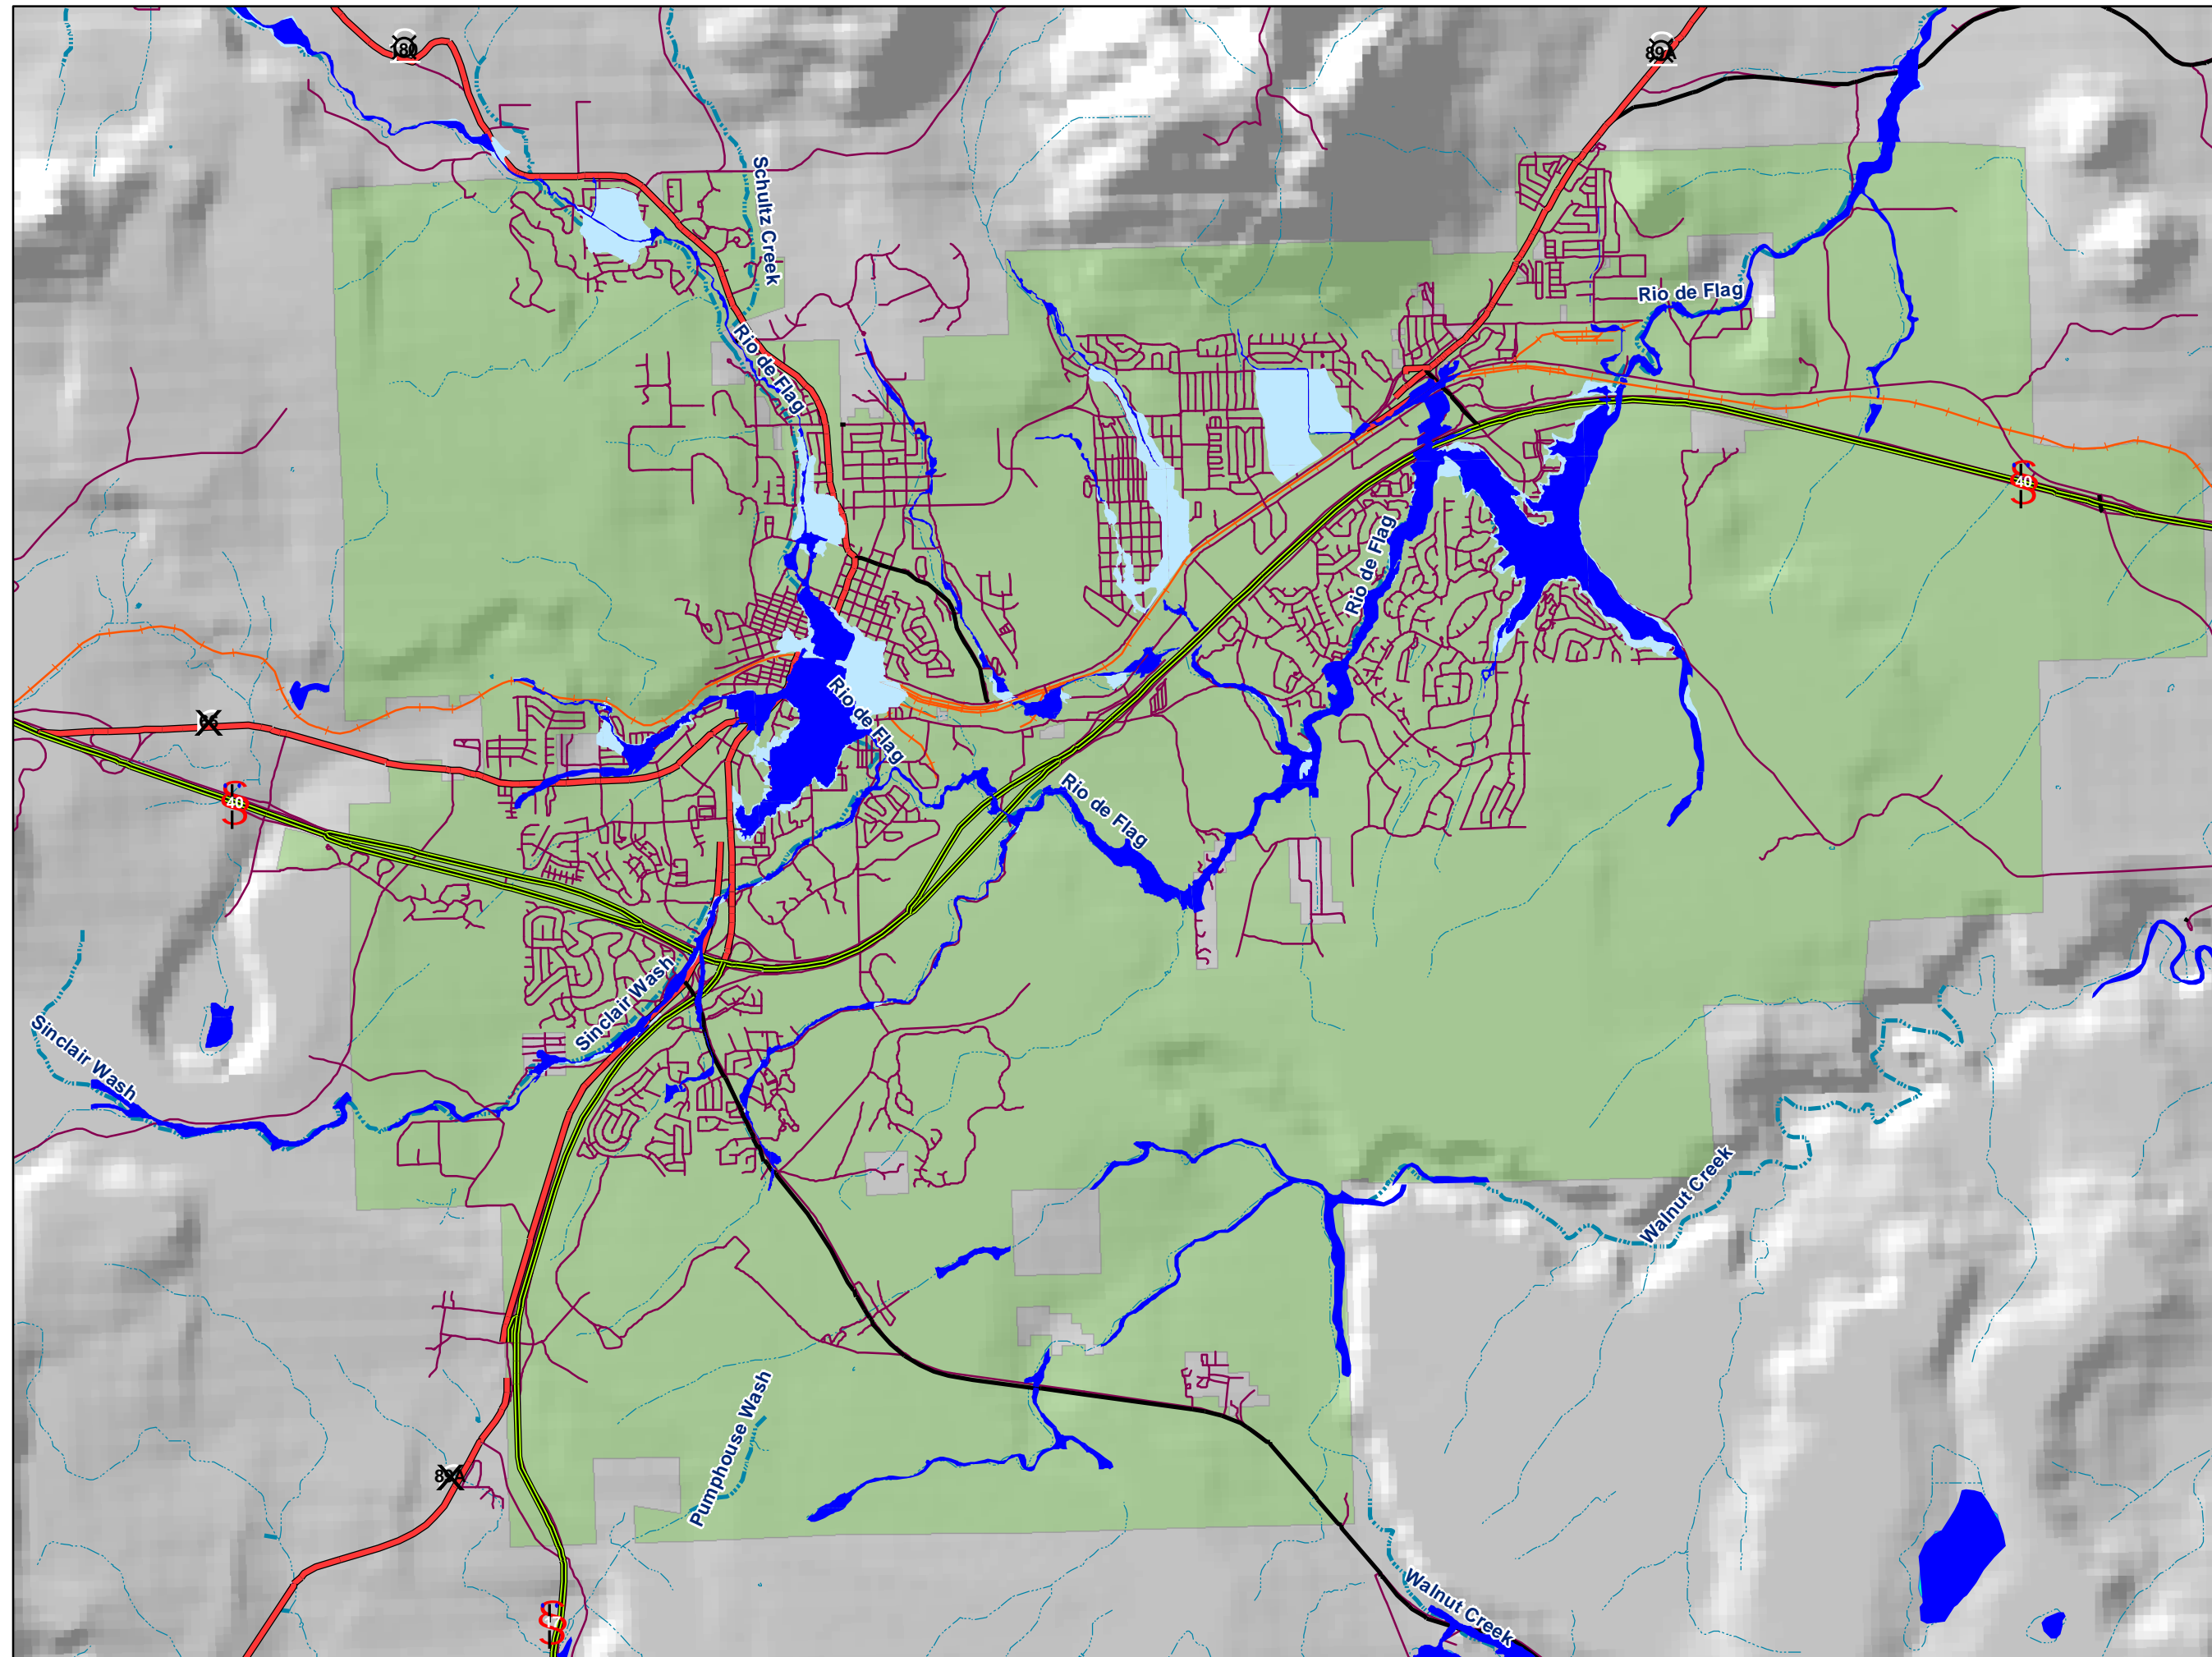 180
89A
Schultz Creek
Rio de Flag
Rio de Flag
Rio de Flag
40
66
Rio de Flag
40
Rio de Flag
Sinclair Wash
Sinclair Wash
Walnut Creek
Pumphouse Wash
89A
Walnut Creek